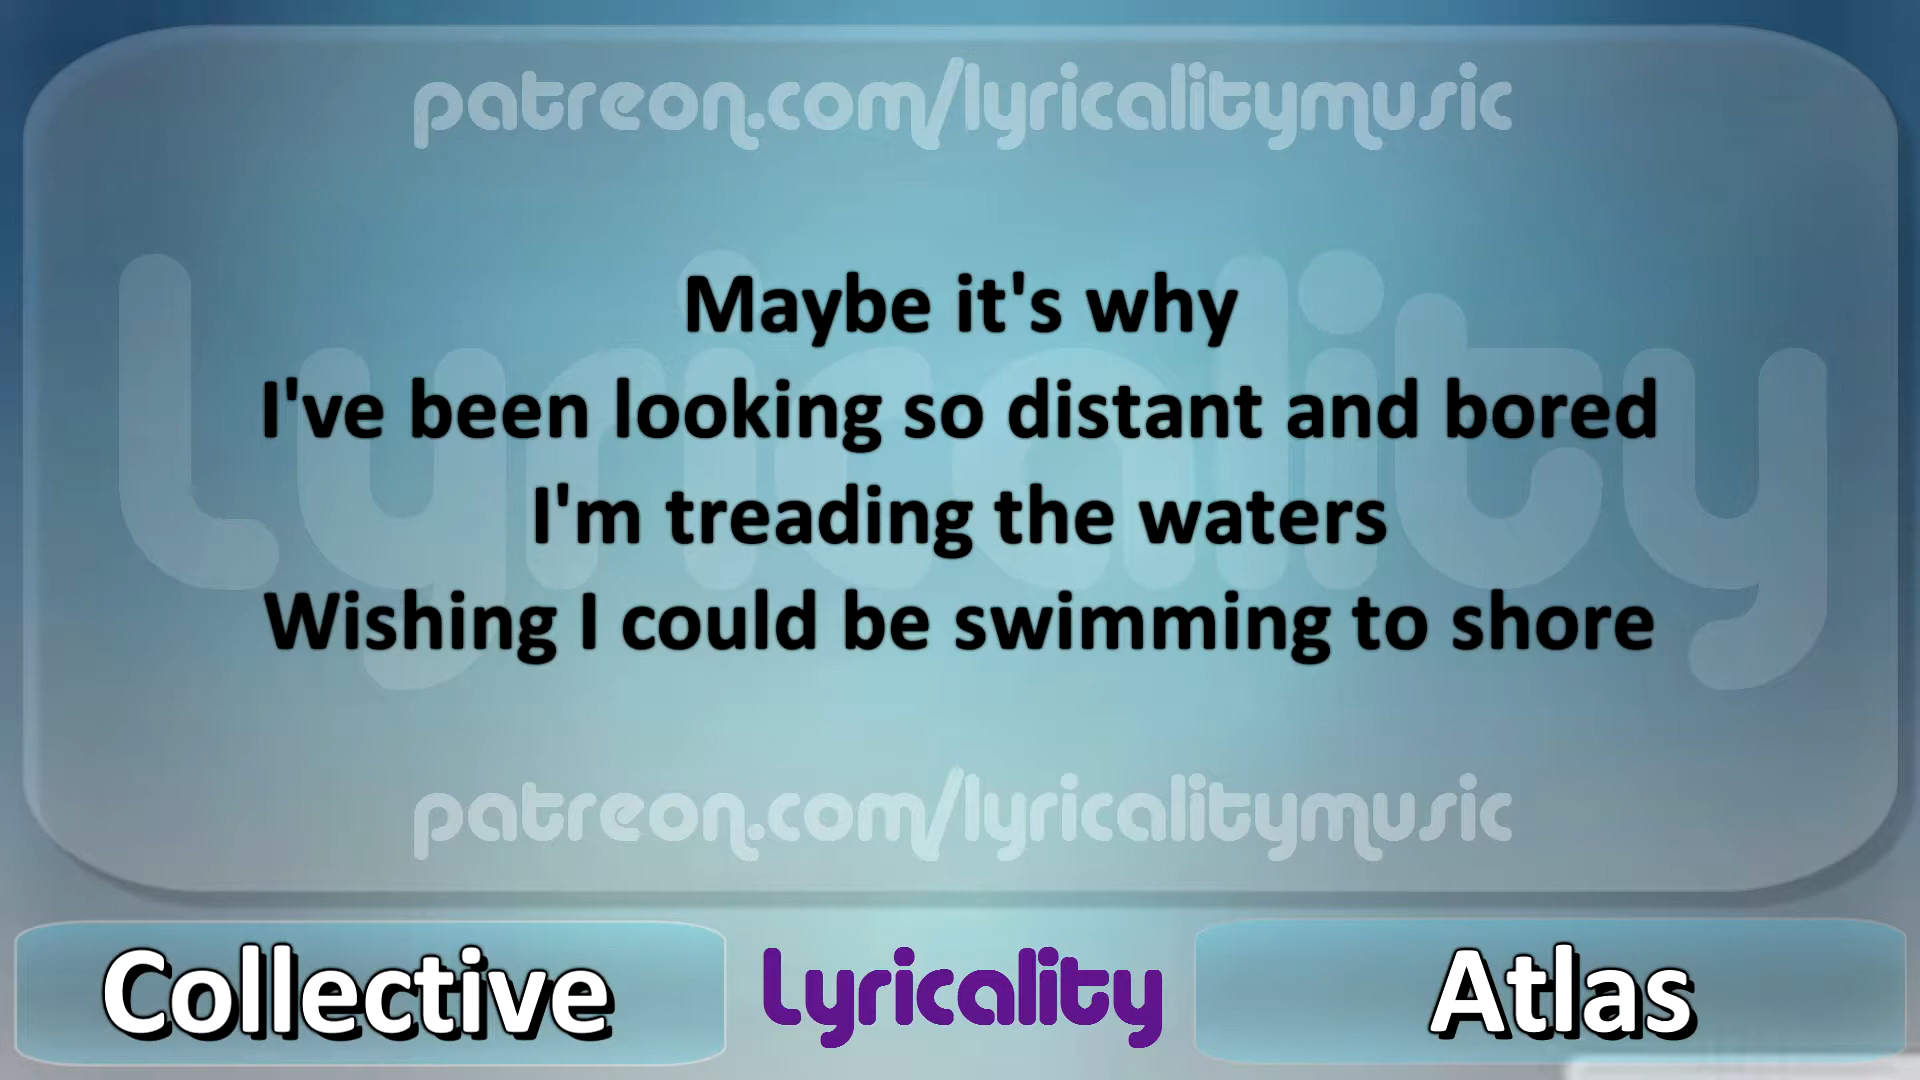 patreon.com/lyricalitymusic
Lyricality
Maybe it's why
I've been looking so distant and bored
I'm treading the waters
Wishing I could be swimming to shore
patreon.com/lyricalitymusic
Collective
Lyricality
Atlas